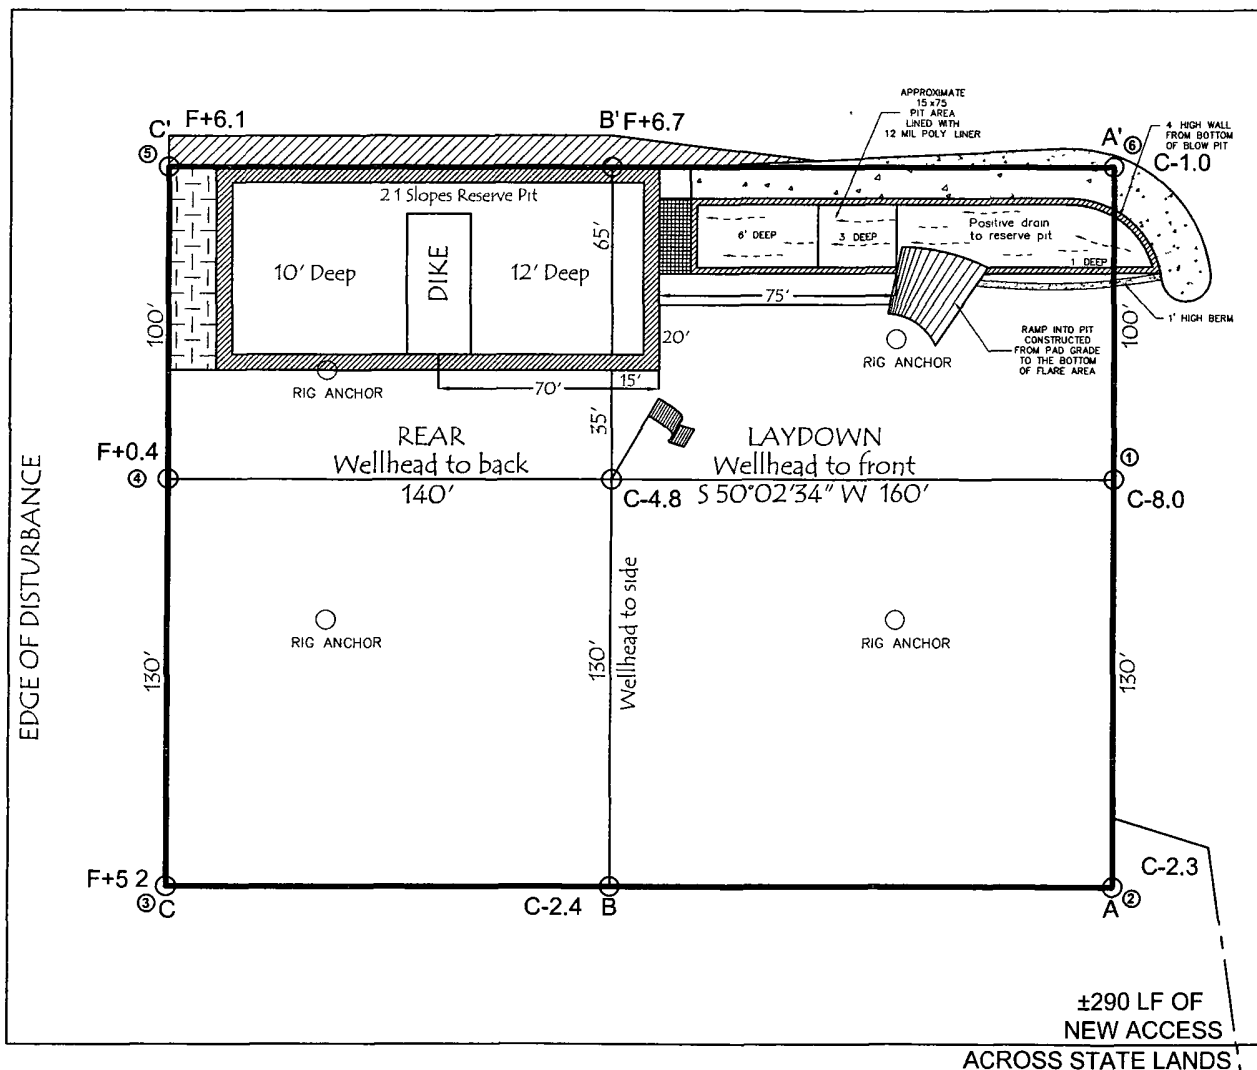 APPROXIMATE
15 x75
PIT AREA
LINED WITH
12 MIL POLY LINER
C' F+6.1
B' F+6.7
A' ⑥
C-1.0
4 HIGH WALL
FROM BOTTOM
OF BLOW PIT
⑤
2 1 Slopes Reserve Pit
10' Deep
DIKE
12' Deep
65'
6' DEEP
3 DEEP
Positive drain
to reserve pit
1 DEEP
75'
1' HIGH BERM
100'
20'
100'
RIG ANCHOR
RAMP INTO PIT
CONSTRUCTED
FROM PAD GRADE
TO THE BOTTOM
OF FLARE AREA
RIG ANCHOR
70'
15'
35'
F+0.4
④
REAR
Wellhead to back
140'
C-4.8
LAYDOWN
Wellhead to front
S 50°02'34" W 160'
①
C-8.0
EDGE OF DISTURBANCE
RIG ANCHOR
RIG ANCHOR
130'
130'
Wellhead to side
130'
F+5 2
③ C
C-2.4 B
A ②
C-2.3
±290 LF OF
NEW ACCESS
ACROSS STATE LANDS